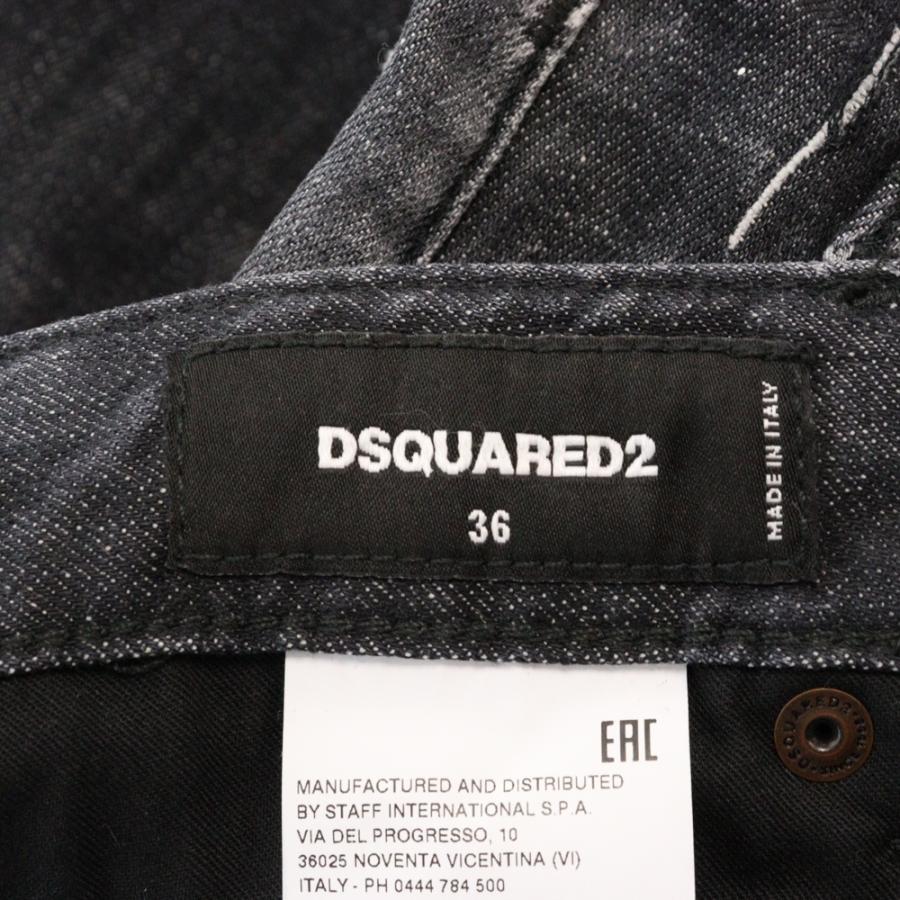 DSQUARED2
36
MADE IN ITALY
EAC
MANUFACTURED AND DISTRIBUTED
BY STAFF INTERNATIONAL S.P.A.
VIA DEL PROGRESSO, 10
36025 NOVENTA VICENTINA (VI)
ITALY - PH 0444 784 500
DSQUARED2